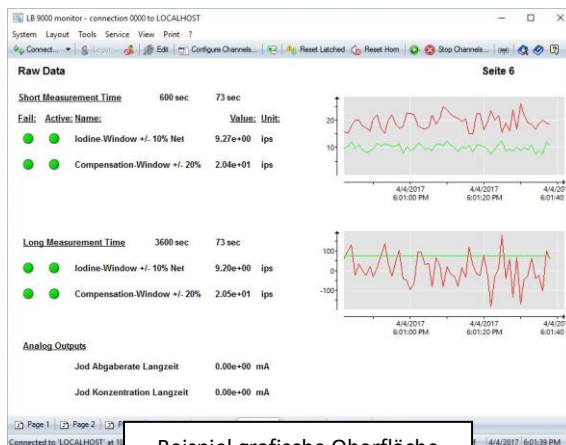 LB 9000 monitor - connection 0000 to LOCALHOST
System Layout Tools Service View Print ?
Connect... Logon... Edit Configure Channels... Reset Latched Reset Horn Stop Channels...
Raw Data Seite 6
Short Measurement Time 600 sec 73 sec
Fail: Active: Name: Value: Unit:
Iodine-Window +/- 10% Net 9.27e+00 ips
Compensation-Window +/- 20% 2.04e+01 ips
20
10
4/4/2017 4/4/2017 4/4/20
6:01:00 PM 6:01:20 PM 6:01:40
Long Measurement Time 3600 sec 73 sec
Iodine-Window +/- 10% Net 9.20e+00 ips
Compensation-Window +/- 20% 2.05e+01 ips
100
0
-100
4/4/2017 4/4/2017 4/4/20
6:01:00 PM 6:01:20 PM 6:01:40
Analog Outputs
Jod Abgaberate Langzeit 0.00e+00 mA
Jod Konzentration Langzeit 0.00e+00 mA
Page 1 Page 2
Beispiel grafische Oberfläche
Connected to 'LOCALHOST' at 4/4/2017 6:01:39 PM